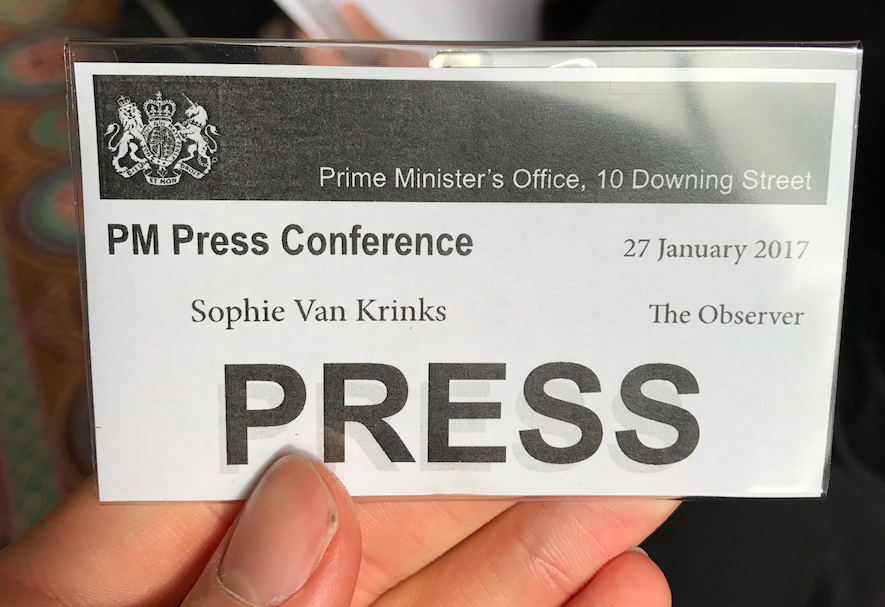 Prime Minister's Office, 10 Downing Street
PM Press Conference 27 January 2017
Sophie Van Krinks The Observer
PRESS